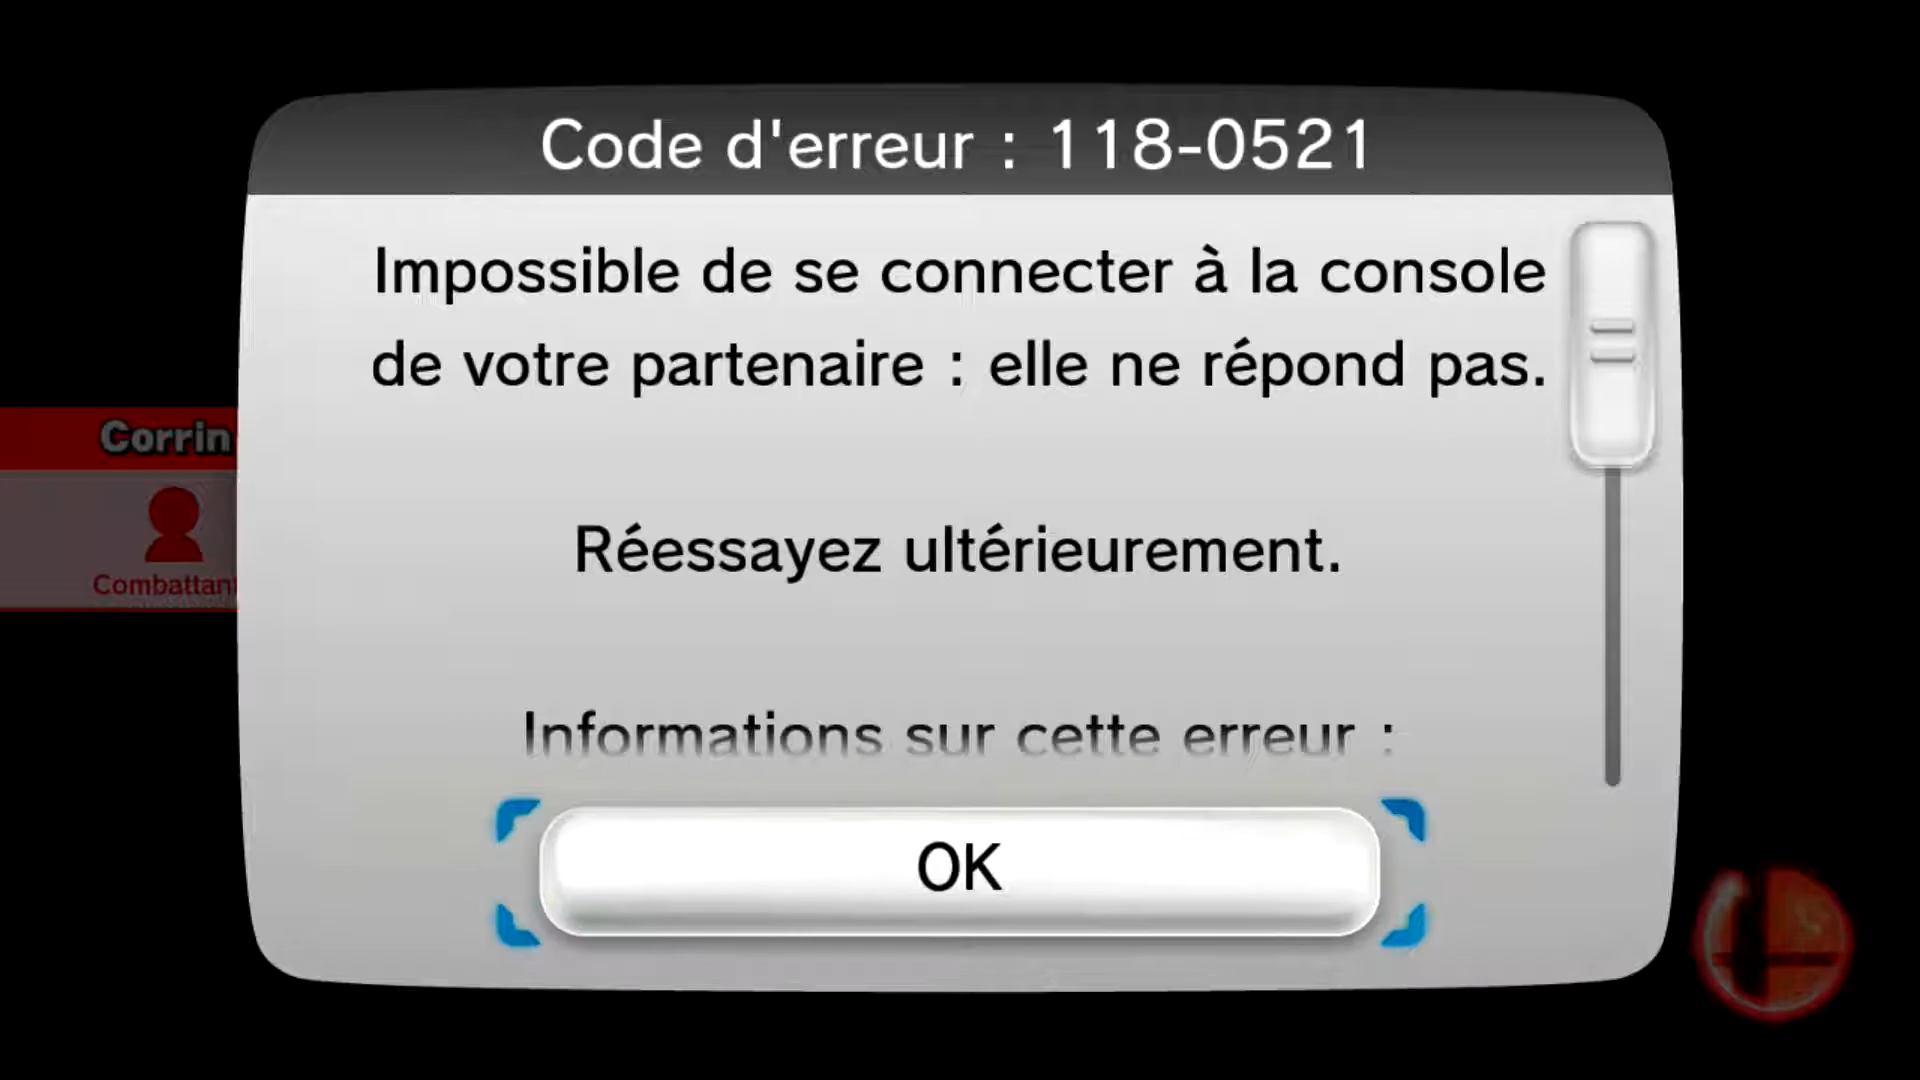 Code d'erreur : 118-0521
Impossible de se connecter à la console
de votre partenaire : elle ne répond pas.
Réessayez ultérieurement.
Informations sur cette erreur :
OK
Corrin
Combattant